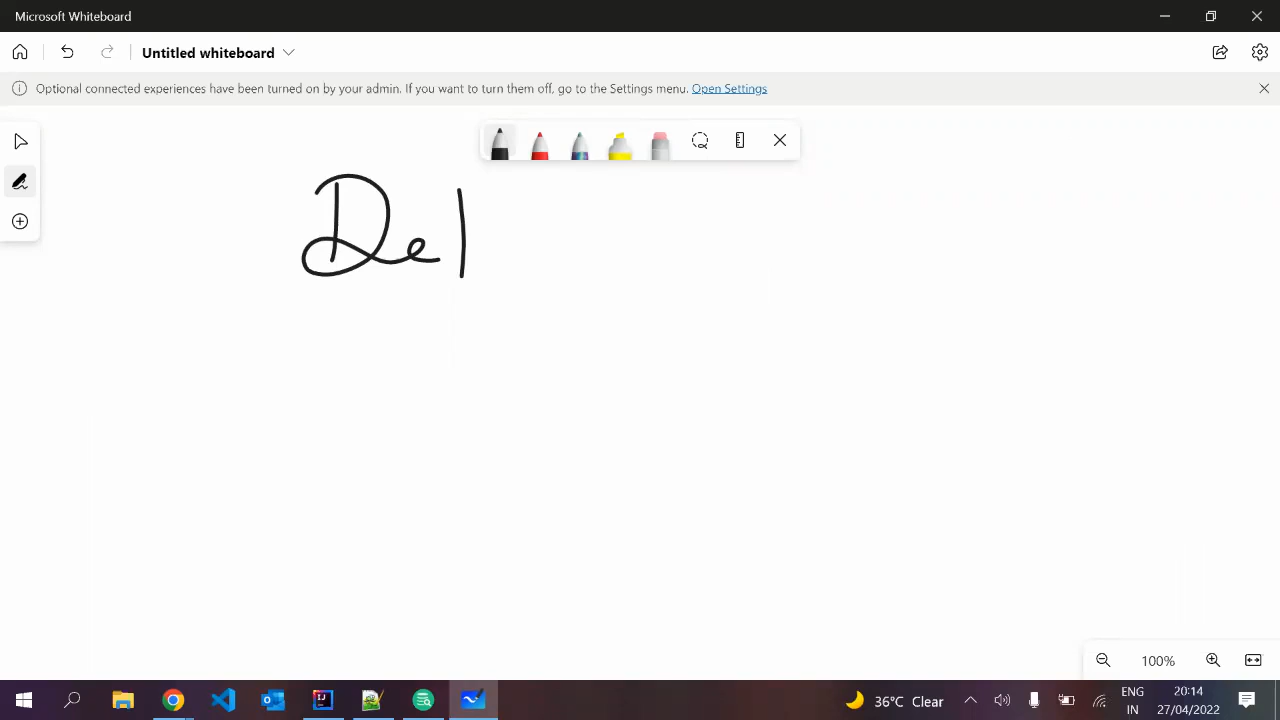 Microsoft Whiteboard
Untitled whiteboard
Optional connected experiences have been turned on by your admin. If you want to turn them off, go to the Settings menu. Open Settings
Del
100%
36°C Clear
ENG
IN
20:14
27/04/2022